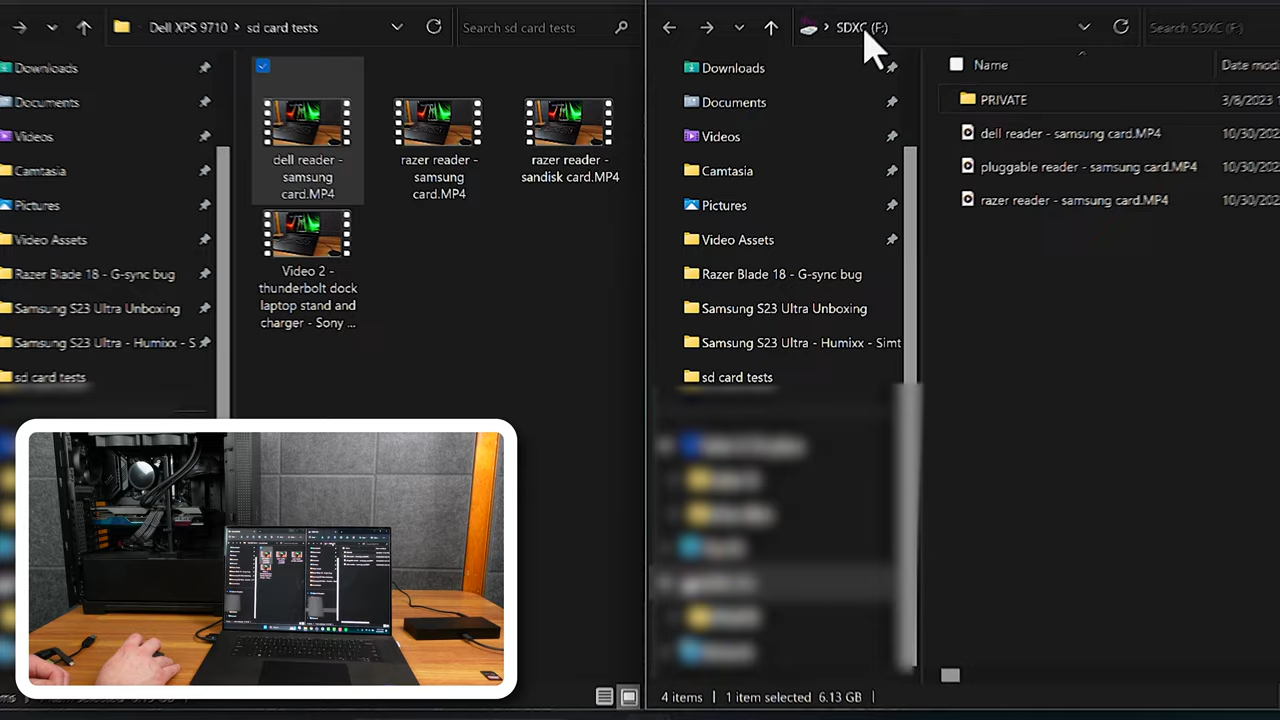 Dell XPS 9710 sd card tests
Search sd card tests
Downloads
Documents
Videos
Camtasia
Pictures
Video Assets
Razer Blade 18 - G-sync bug
Samsung S23 Ultra Unboxing
Samsung S23 Ultra - Humixx - S
sd card tests
dell reader -
samsung
card.MP4
razer reader -
samsung
card.MP4
razer reader -
sandisk card.MP4
Video 2 -
thunderbolt dock
laptop stand and
charger - Sony ...
SDXC (F:)
Search SDXC (F:)
Downloads
Documents
Videos
Camtasia
Pictures
Video Assets
Razer Blade 18 - G-sync bug
Samsung S23 Ultra Unboxing
Samsung S23 Ultra - Humixx - Simt
sd card tests
Name Date modi
PRIVATE 3/8/2023 1
dell reader - samsung card.MP4 10/30/202
pluggable reader - samsung card.MP4 10/30/202
razer reader - samsung card.MP4 10/30/202
4 items 1 item selected 6.13 GB